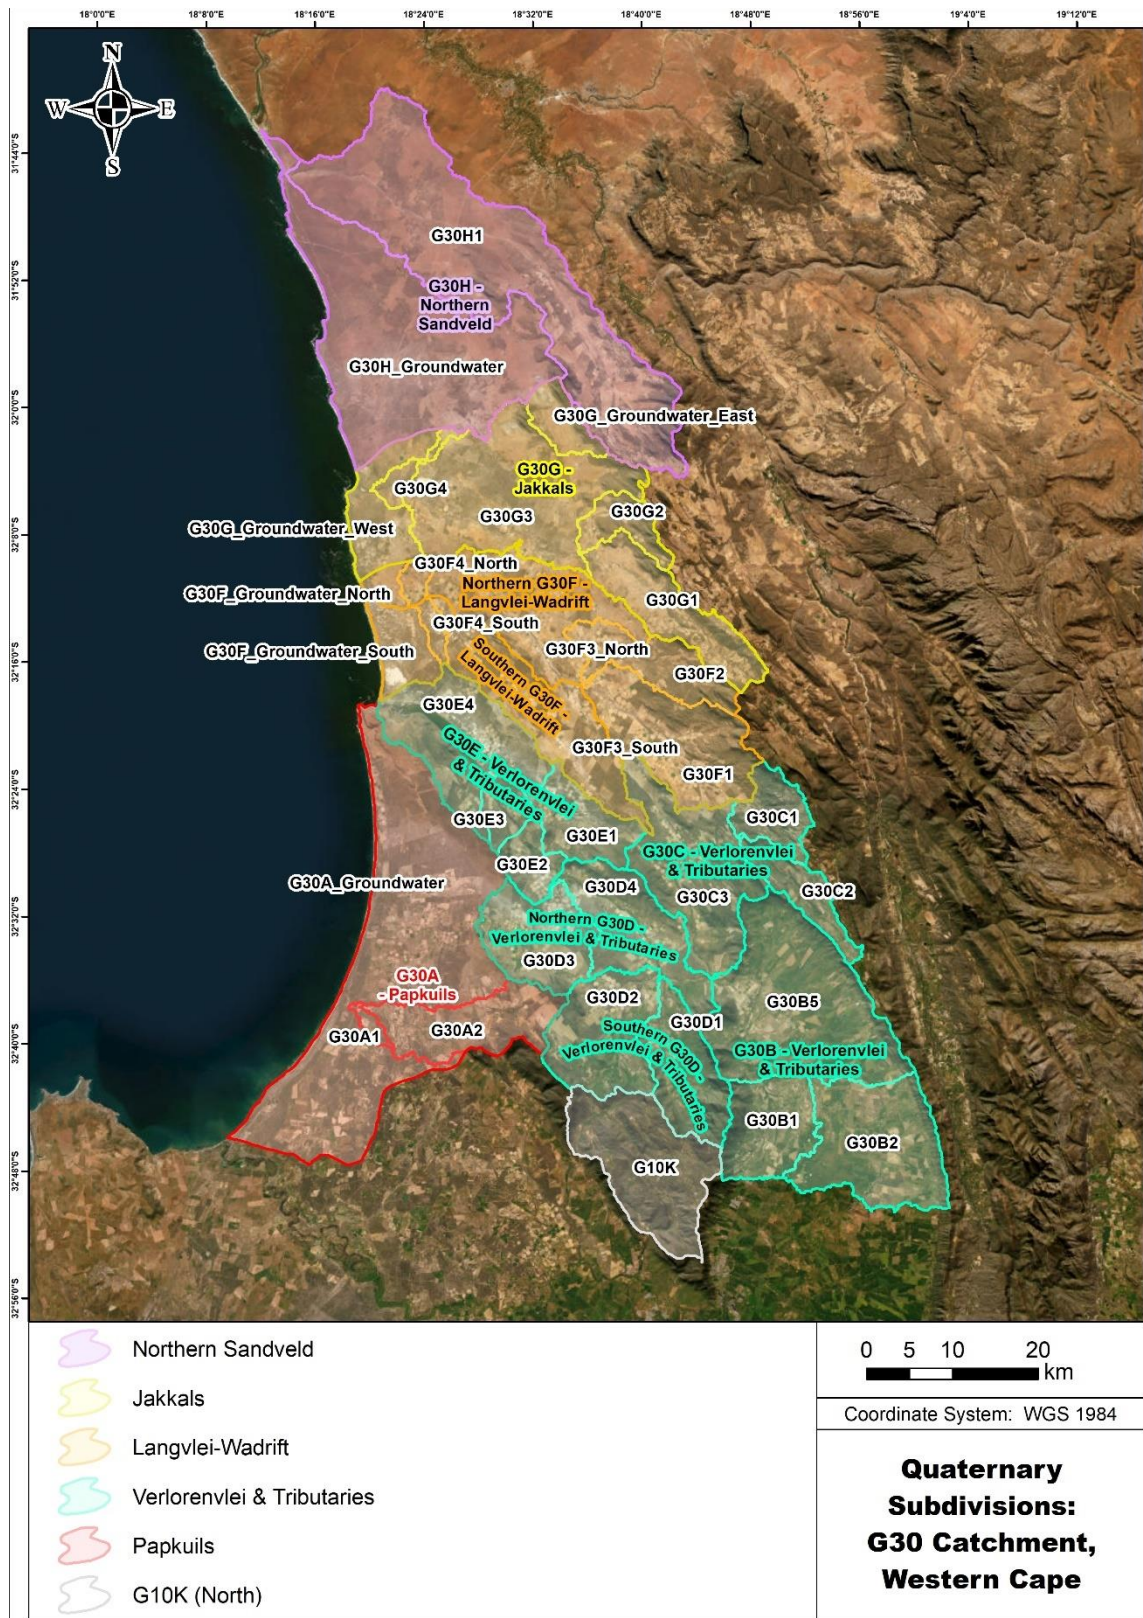 18°0'0"E
18°8'0"E
18°16'0"E
18°24'0"E
18°32'0"E
18°40'0"E
18°48'0"E
18°56'0"E
19°4'0"E
19°12'0"E
N
W
E
S
31°44'0"S
31°52'0"S
32°0'0"S
32°8'0"S
32°16'0"S
32°24'0"S
32°32'0"S
32°40'0"S
32°48'0"S
32°56'0"S
G30H1
G30H -
Northern
Sandveld
G30H_Groundwater
G30G_Groundwater_East
G30G -
Jakkals
G30G4
G30G3
G30G2
G30G_Groundwater_West
G30F4_North
G30F_Groundwater_North
Northern G30F -
Langvlei-Wadrift
G30G1
G30F4_South
G30F_Groundwater_South
G30F3_North
G30F2
Southern G30F -
Langvlei-Wadrift
G30E4
G30F3_South
G30F1
G30E - Verlorenvlei
& Tributaries
G30E3
G30E1
G30C1
G30E2
G30C - Verlorenvlei
& Tributaries
G30A_Groundwater
G30D4
G30C3
G30C2
Northern G30D -
Verlorenvlei & Tributaries
G30D3
G30A
- Papkuils
G30D2
G30B5
G30A1
G30A2
G30D1
Southern G30D -
Verlorenvlei & Tributaries
G30B - Verlorenvlei
& Tributaries
G30B1
G30B2
G10K
Northern Sandveld
Jakkals
Langvlei-Wadrift
Verlorenvlei & Tributaries
Papkuils
G10K (North)
0 5 10 20
km
Coordinate System: WGS 1984
Quaternary
Subdivisions:
G30 Catchment,
Western Cape